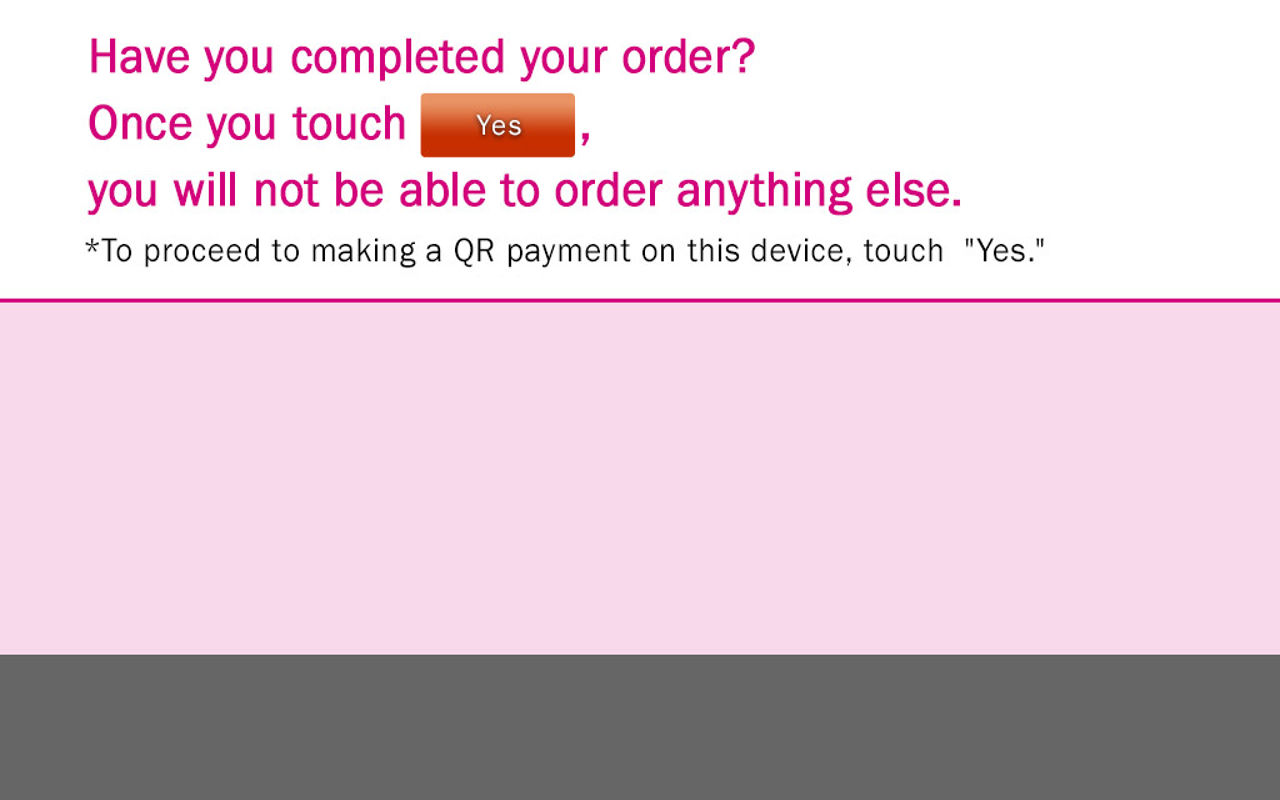 Have you completed your order?
Once you touch Yes ,
you will not be able to order anything else.
*To proceed to making a QR payment on this device, touch "Yes."